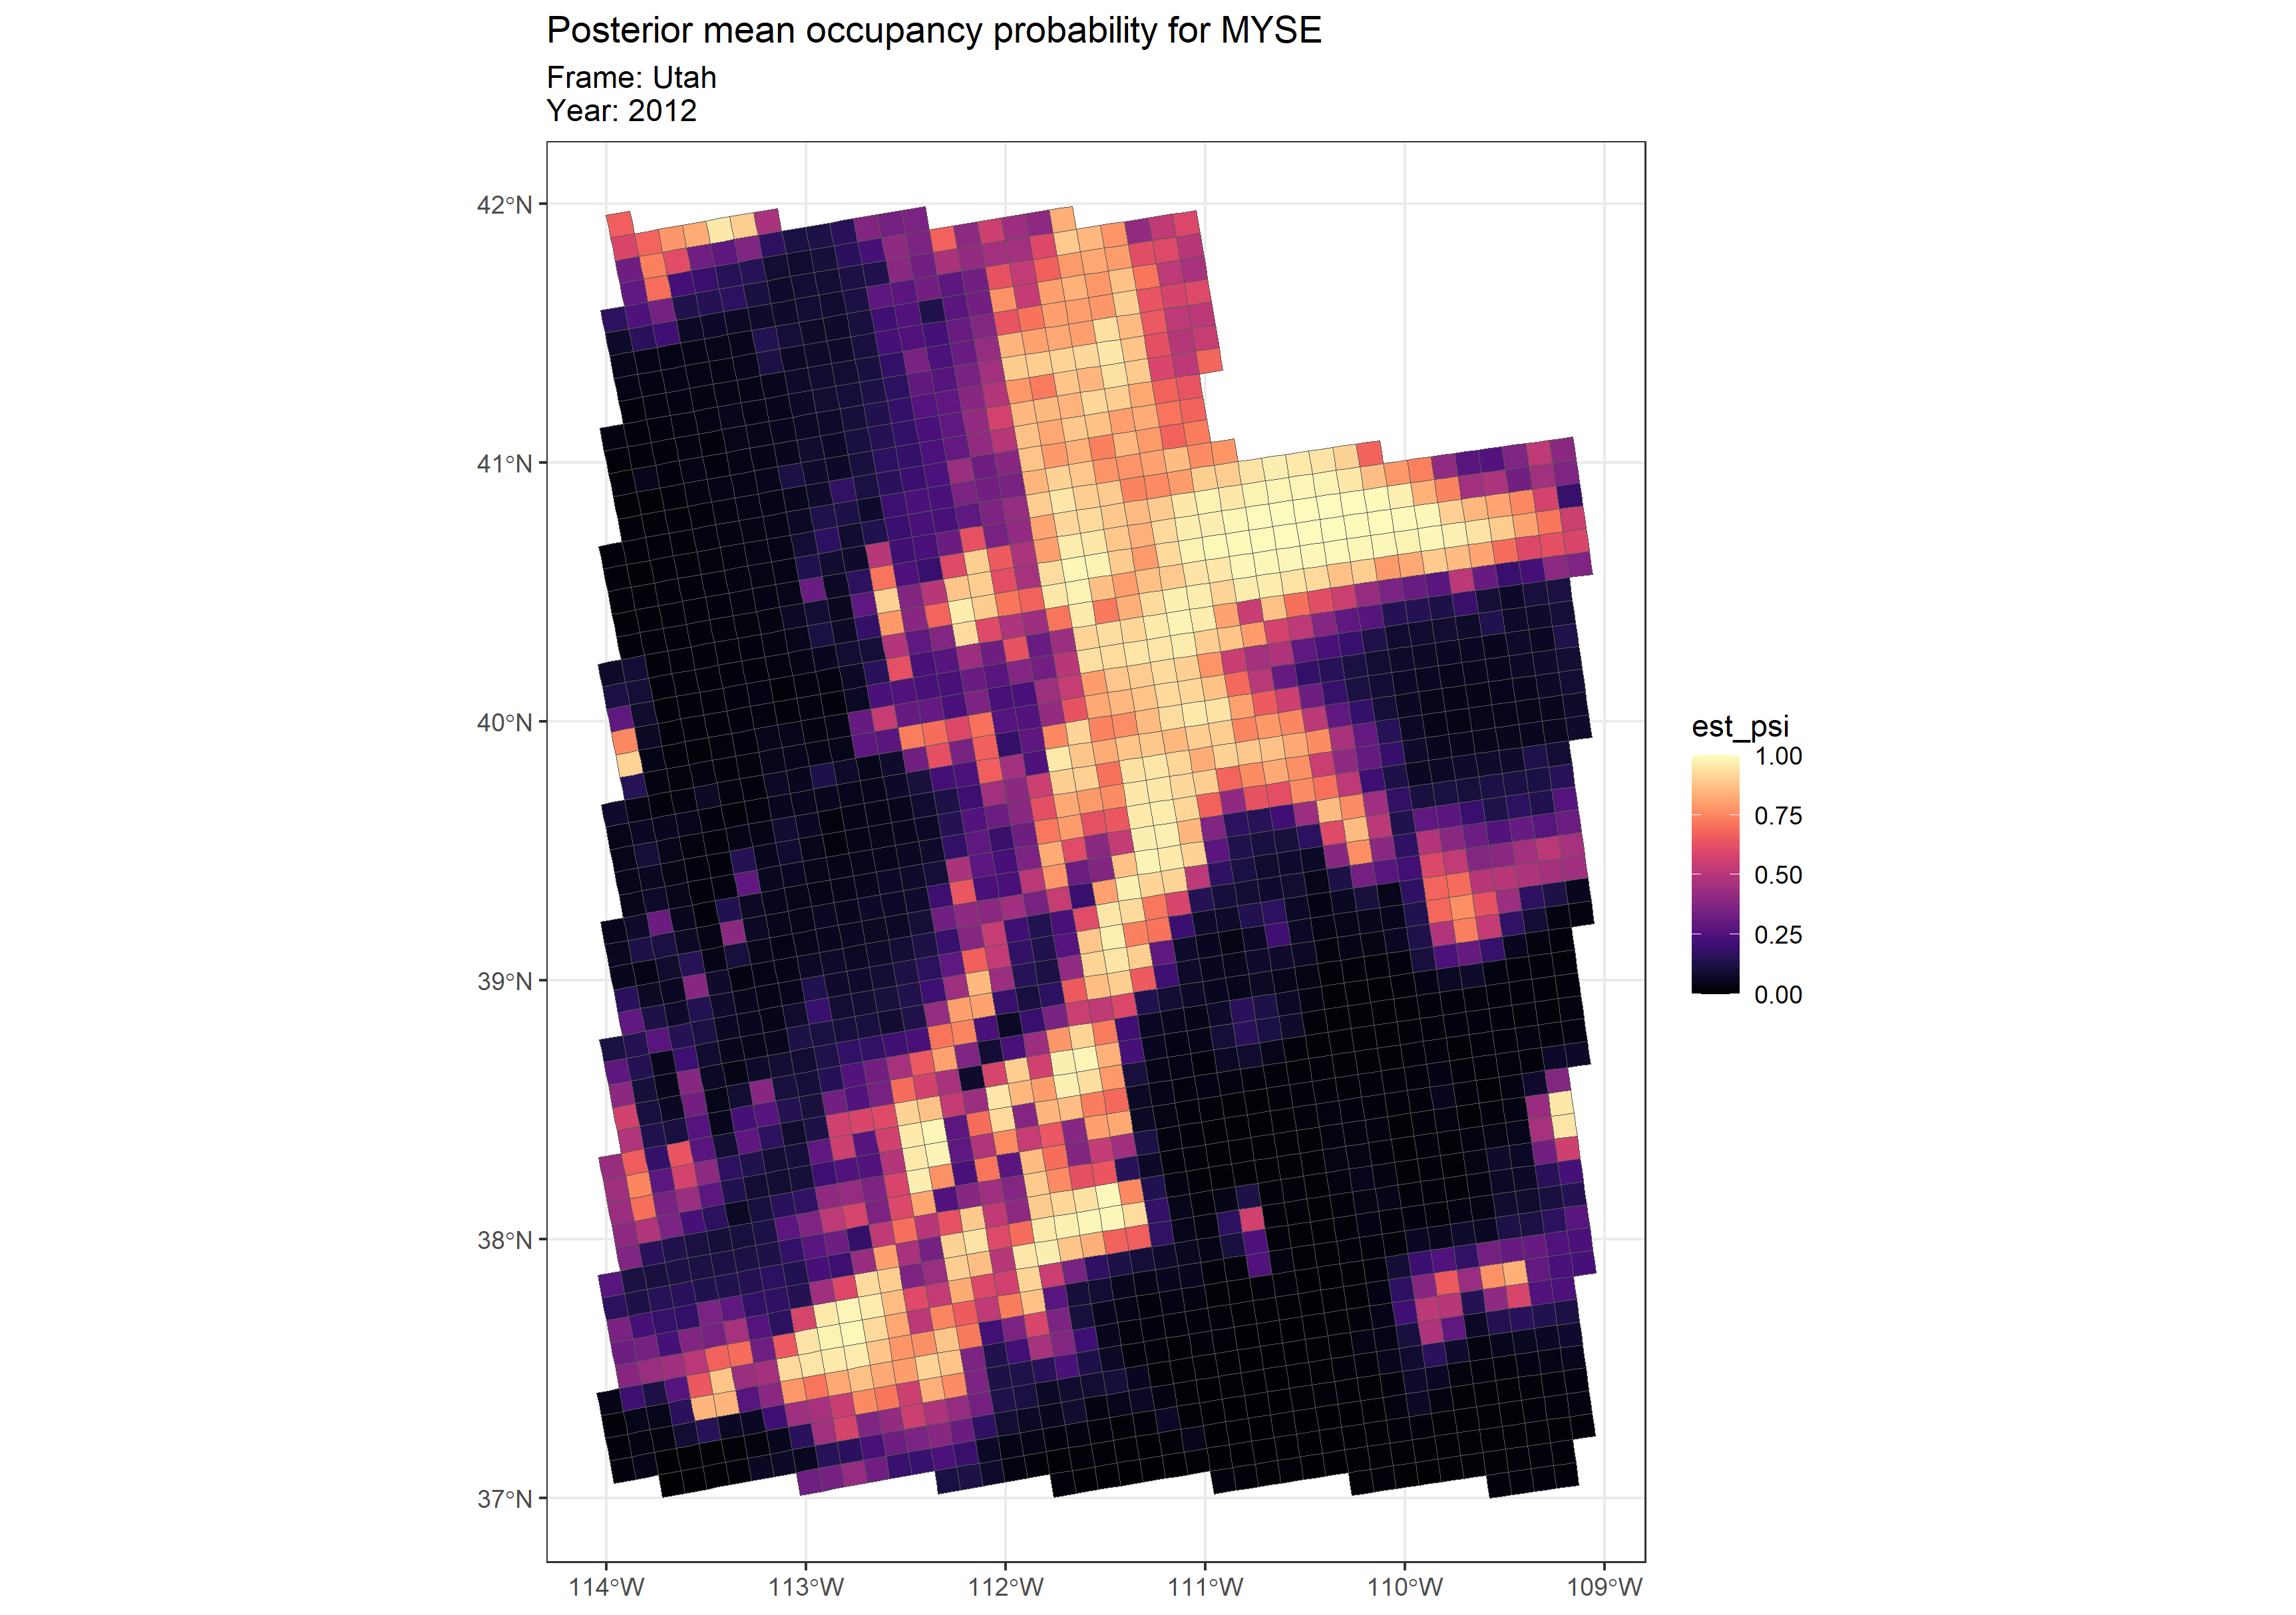 Posterior mean occupancy probability for MYSE
Frame: Utah
Year: 2012
42°N
41°N
40°N
39°N
38°N
37°N
114°W
113°W
112°W
111°W
110°W
109°W
est_psi
1.00
0.75
0.50
0.25
0.00